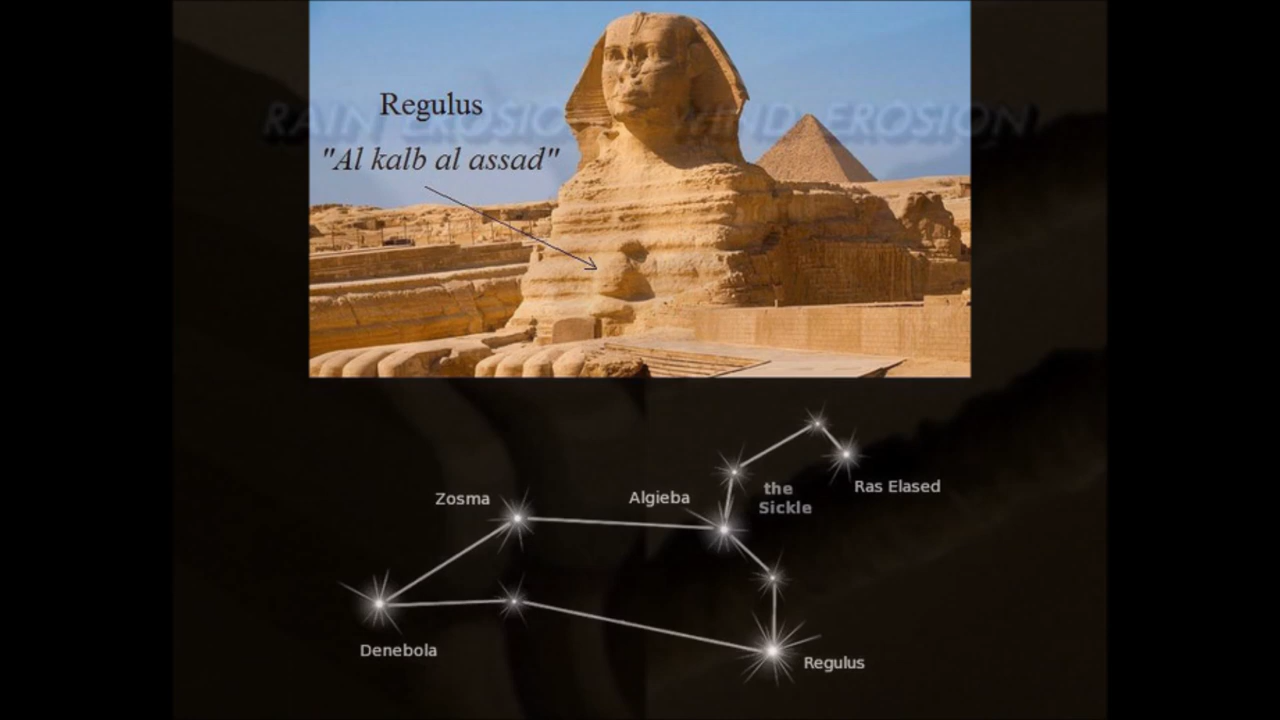 RAIN EROSION WIND EROSION
Regulus
"Al kalb al assad"
Zosma
Algieba
the
Sickle
Ras Elased
Denebola
Regulus